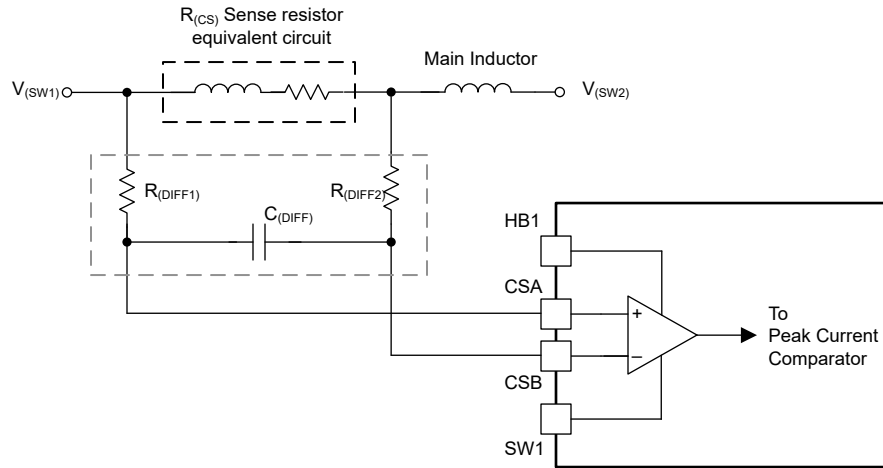 R(CS) Sense resistor
equivalent circuit
Main Inductor
V(SW1)
V(SW2)
R(DIFF1)
R(DIFF2)
C(DIFF)
HB1
CSA
+
To
Peak Current
Comparator
–
CSB
SW1